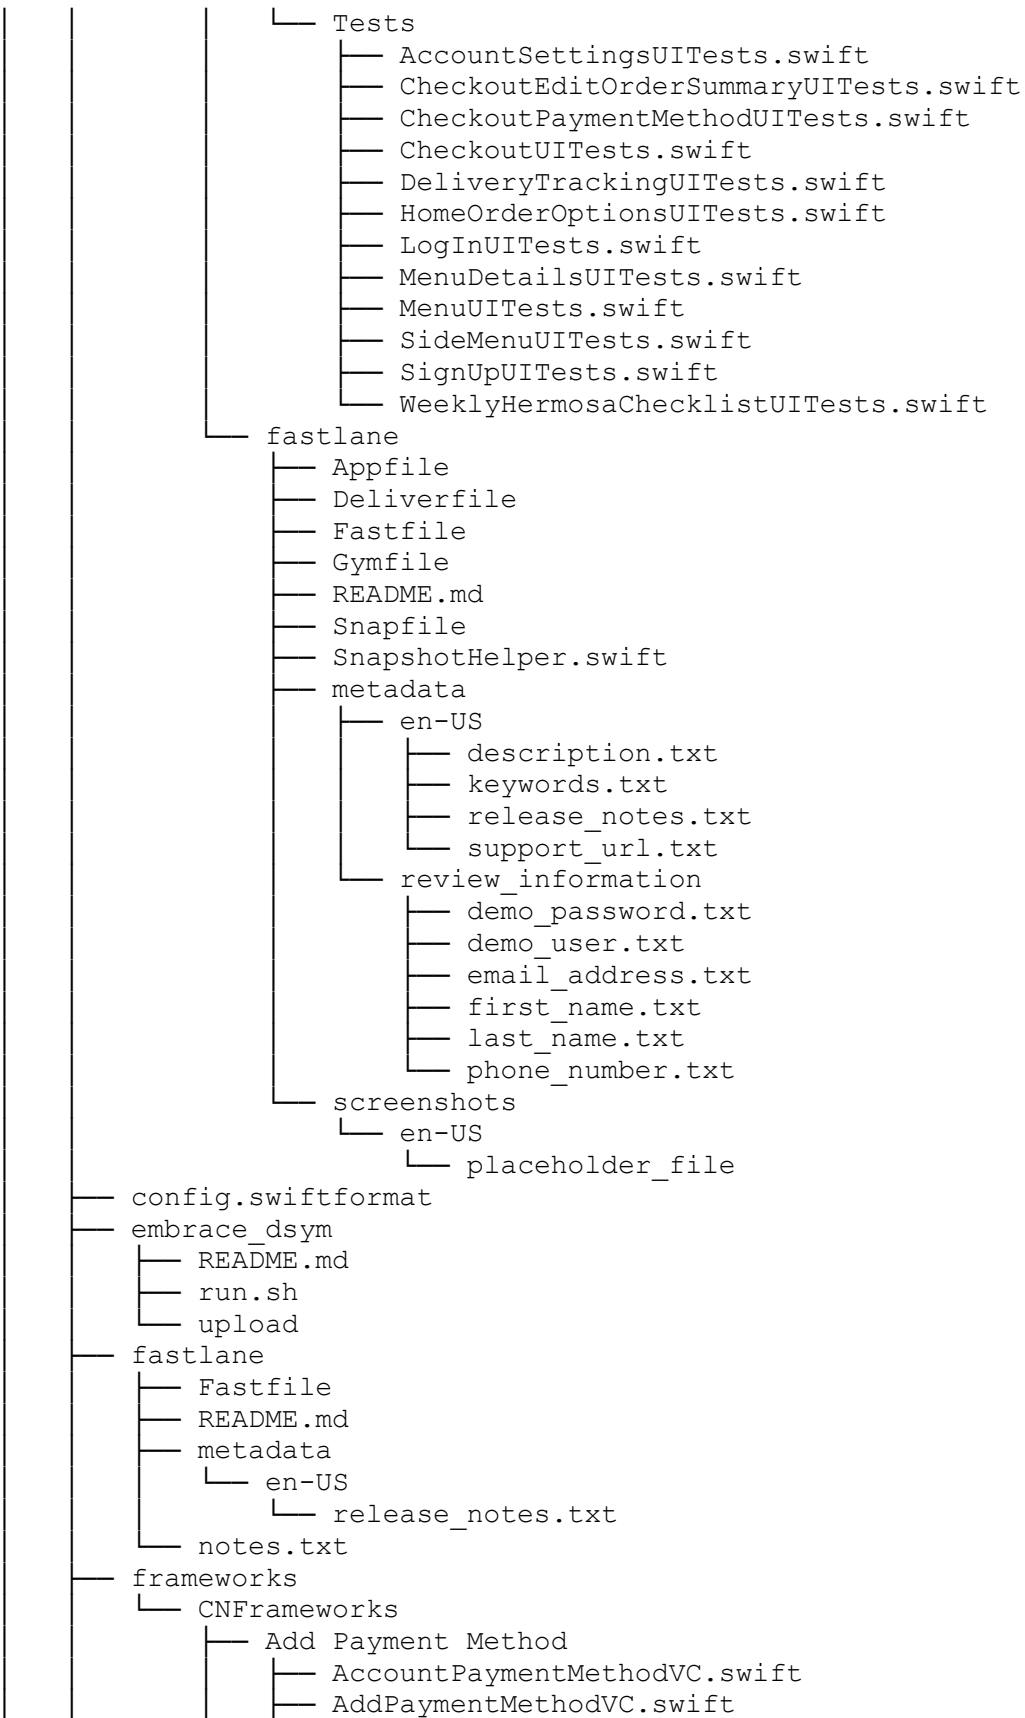 │   │       │   └── Tests
│   │       │       ├── AccountSettingsUITests.swift
│   │       │       ├── CheckoutEditOrderSummaryUITests.swift
│   │       │       ├── CheckoutPaymentMethodUITests.swift
│   │       │       ├── CheckoutUITests.swift
│   │       │       ├── DeliveryTrackingUITests.swift
│   │       │       ├── HomeOrderOptionsUITests.swift
│   │       │       ├── LogInUITests.swift
│   │       │       ├── MenuDetailsUITests.swift
│   │       │       ├── MenuUITests.swift
│   │       │       ├── SideMenuUITests.swift
│   │       │       ├── SignUpUITests.swift
│   │       │       └── WeeklyHermosaChecklistUITests.swift
│   │       └── fastlane
│   │           ├── Appfile
│   │           ├── Deliverfile
│   │           ├── Fastfile
│   │           ├── Gymfile
│   │           ├── README.md
│   │           ├── Snapfile
│   │           ├── SnapshotHelper.swift
│   │           ├── metadata
│   │           │   ├── en-US
│   │           │   │   ├── description.txt
│   │           │   │   ├── keywords.txt
│   │           │   │   ├── release_notes.txt
│   │           │   │   └── support_url.txt
│   │           │   └── review_information
│   │           │       ├── demo_password.txt
│   │           │       ├── demo_user.txt
│   │           │       ├── email_address.txt
│   │           │       ├── first_name.txt
│   │           │       ├── last_name.txt
│   │           │       └── phone_number.txt
│   │           └── screenshots
│   │               └── en-US
│   │                   └── placeholder_file
│   ├── config.swiftformat
│   ├── embrace_dsym
│   │   ├── README.md
│   │   ├── run.sh
│   │   └── upload
│   ├── fastlane
│   │   ├── Fastfile
│   │   ├── README.md
│   │   ├── metadata
│   │   │   └── en-US
│   │   │       └── release_notes.txt
│   │   └── notes.txt
│   ├── frameworks
│   │   └── CNFrameworks
│   │       ├── Add Payment Method
│   │       │   ├── AccountPaymentMethodVC.swift
│   │       │   ├── AddPaymentMethodVC.swift